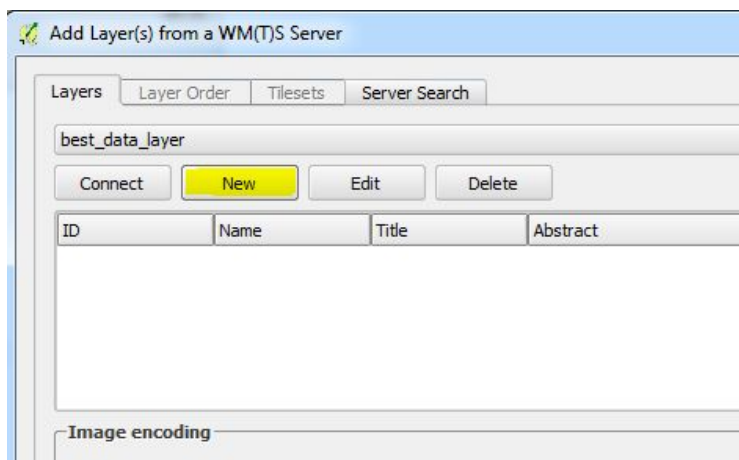 Add Layer(s) from a WM(T)S Server
Layers Layer Order Tilesets Server Search
best_data_layer
Connect New Edit Delete
ID Name Title Abstract
Image encoding